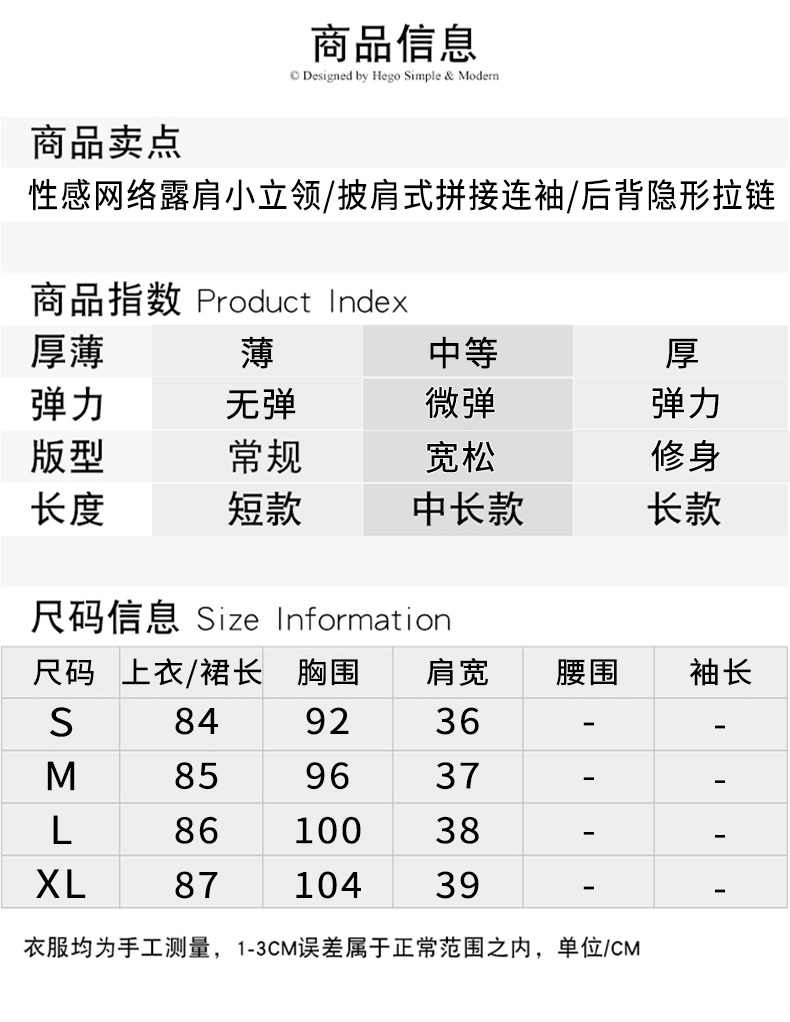 商品信息
© Designed by Hego Simple & Modern
商品卖点
性感网络露肩小立领/披肩式拼接连袖/后背隐形拉链
商品指数 Product Index
厚薄 薄 中等 厚
弹力 无弹 微弹 弹力
版型 常规 宽松 修身
长度 短款 中长款 长款
尺码信息 Size Information
尺码 上衣/裙长 胸围 肩宽 腰围 袖长
S 84 92 36 - -
M 85 96 37 - -
L 86 100 38 - -
XL 87 104 39 - -
衣服均为手工测量，1-3CM误差属于正常范围之内，单位/CM